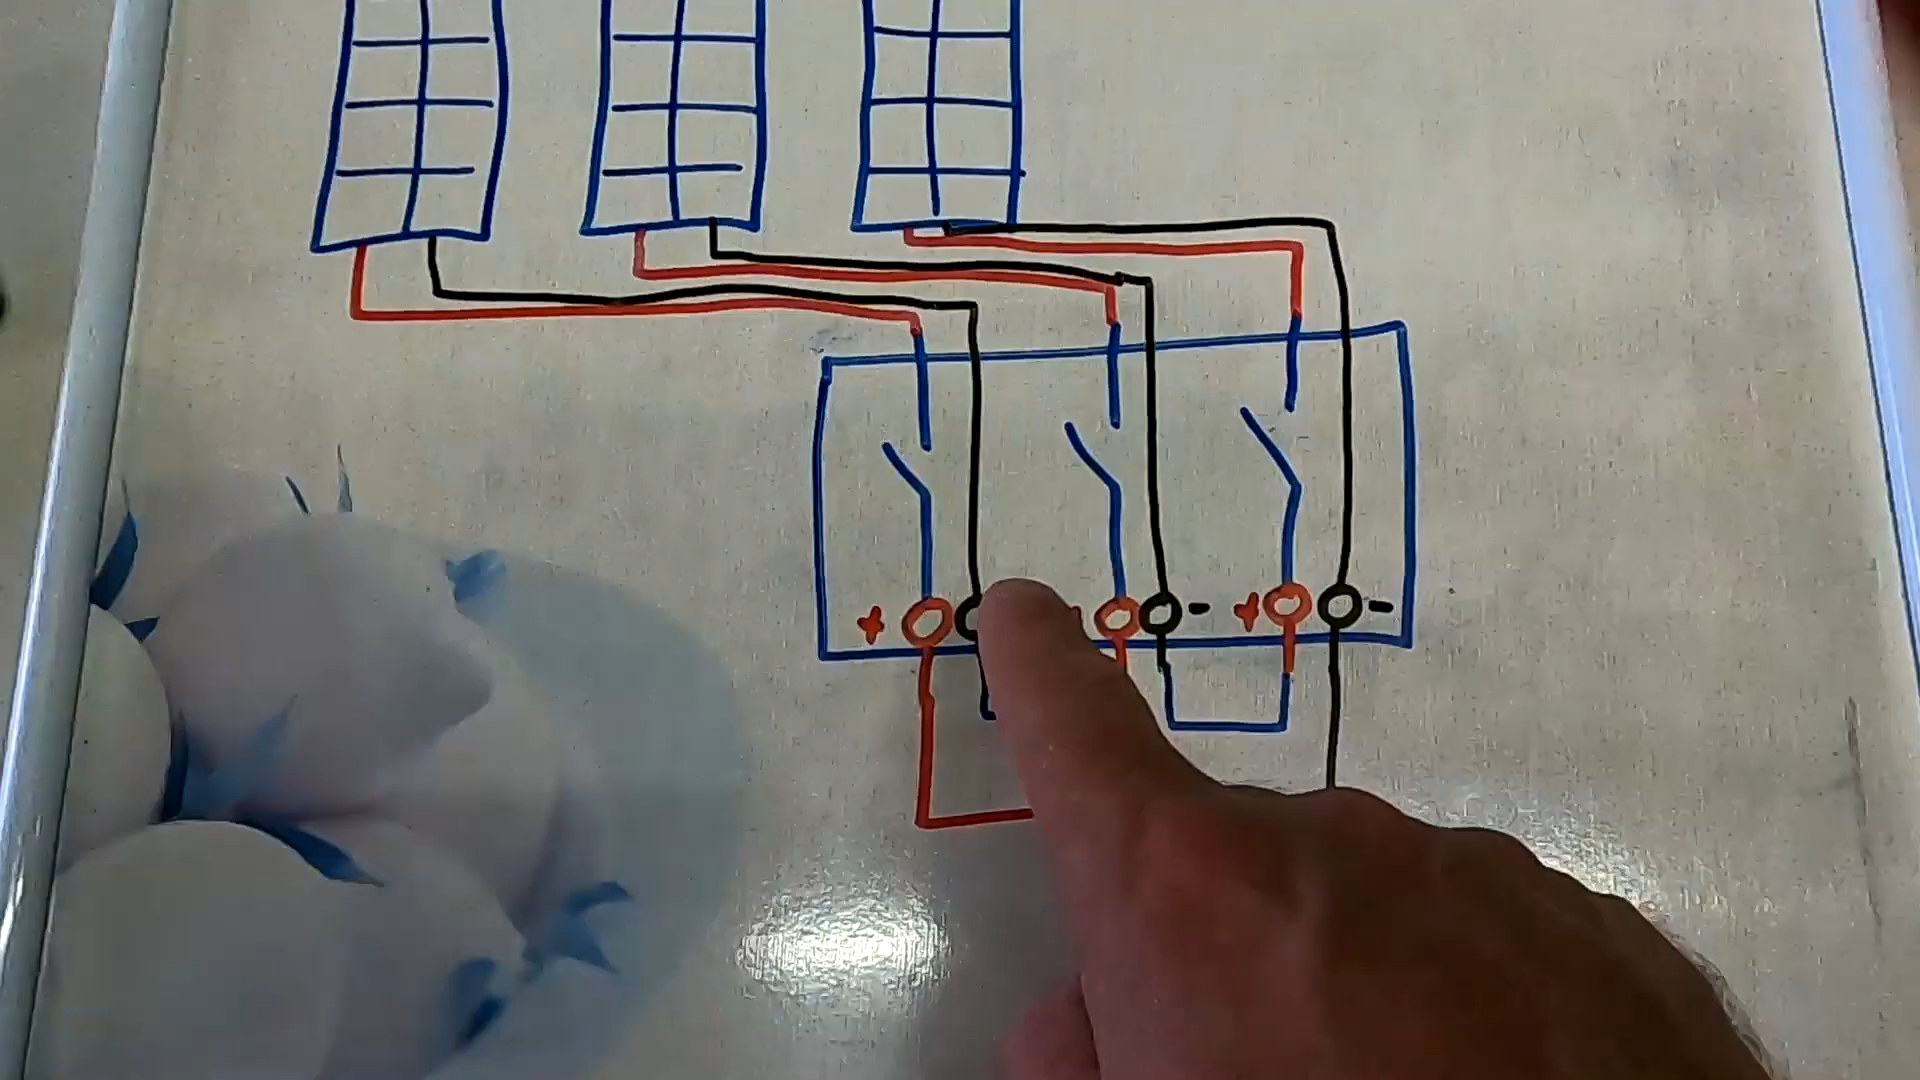 + - + -